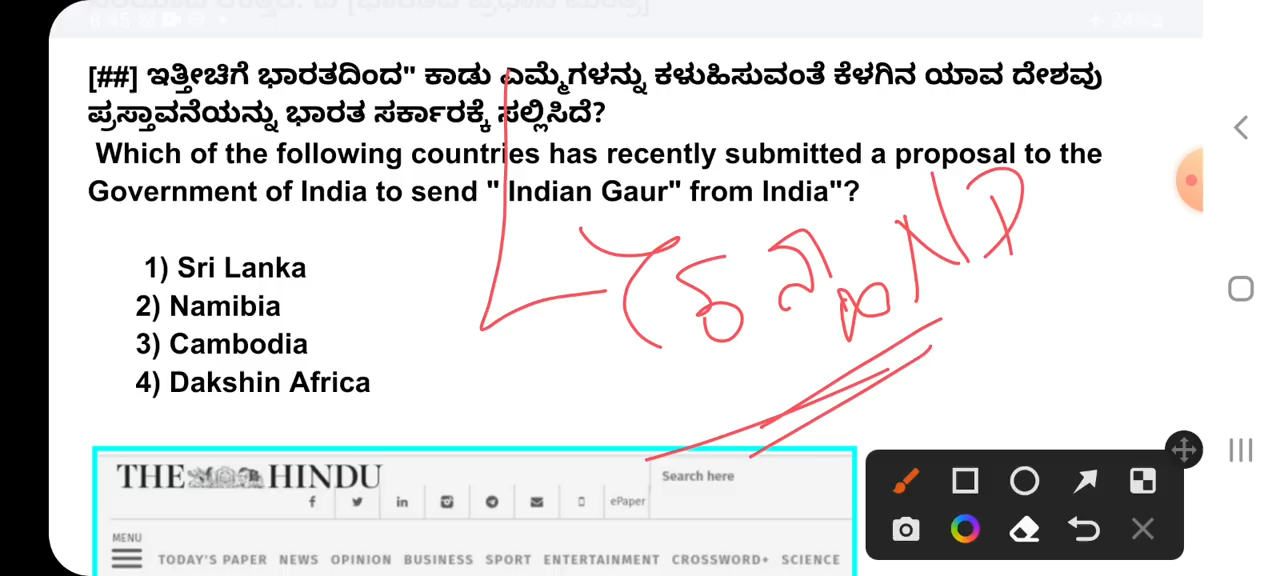 8:45
24%
[##] ಇತ್ತೀಚಿಗೆ ಭಾರತದಿಂದ" ಕಾಡು ಎಮ್ಮೆಗಳನ್ನು ಕಳುಹಿಸುವಂತೆ ಕೆಳಗಿನ ಯಾವ ದೇಶವು
ಪ್ರಸ್ತಾವನೆಯನ್ನು ಭಾರತ ಸರ್ಕಾರಕ್ಕೆ ಸಲ್ಲಿಸಿದೆ?
Which of the following countries has recently submitted a proposal to the
Government of India to send " Indian Gaur" from India"?
1) Sri Lanka
2) Namibia
3) Cambodia
4) Dakshin Africa
THE HINDU
Search here
ePaper
MENU
TODAY'S PAPER NEWS OPINION BUSINESS SPORT ENTERTAINMENT CROSSWORD+ SCIENCE